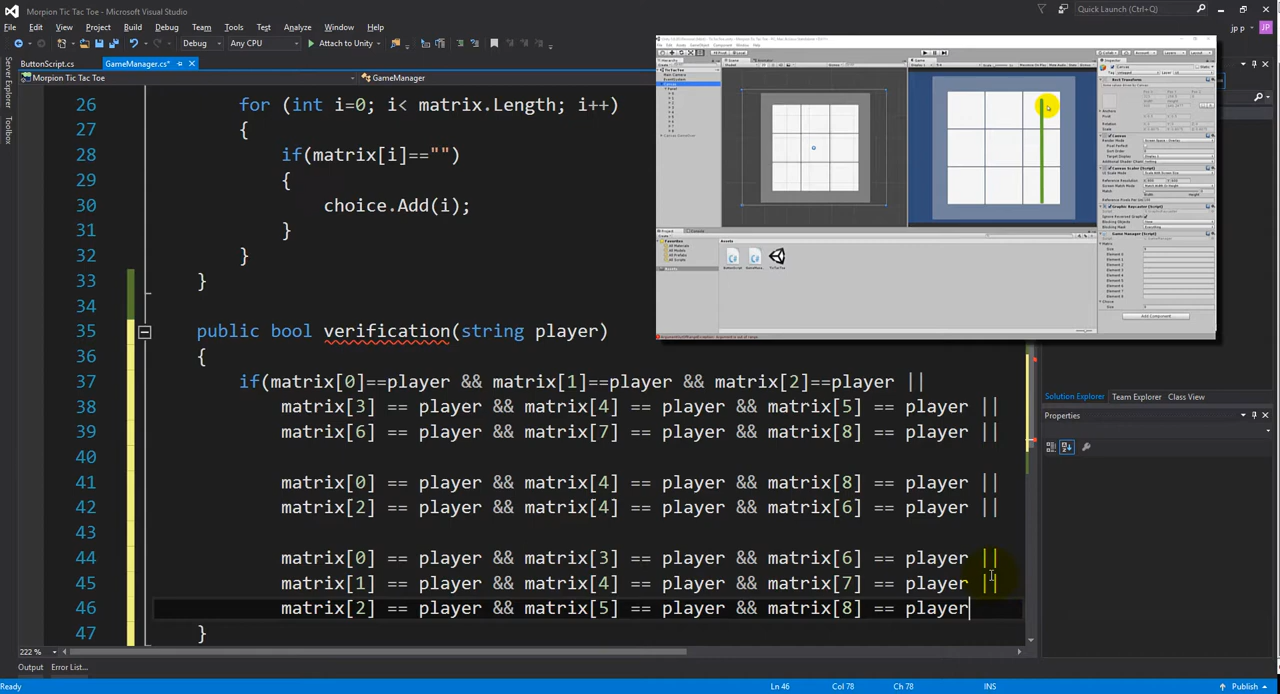 Morpion Tic Tac Toe - Microsoft Visual Studio
Quick Launch (Ctrl+Q)
File Edit View Project Build Debug Team Tools Test Analyze Window Help
jp p
JP
Debug Any CPU Attach to Unity
Server Explorer
Toolbox
ButtonScript.cs GameManager.cs*
Morpion Tic Tac Toe GameManager
26 for (int i=0; i< matrix.Length; i++)
27 {
28 if(matrix[i]=="")
29 {
30 choice.Add(i);
31 }
32 }
33 }
34
35 public bool verification(string player)
36 {
37 if(matrix[0]==player && matrix[1]==player && matrix[2]==player ||
38 matrix[3] == player && matrix[4] == player && matrix[5] == player ||
39 matrix[6] == player && matrix[7] == player && matrix[8] == player ||
40
41 matrix[0] == player && matrix[4] == player && matrix[8] == player ||
42 matrix[2] == player && matrix[4] == player && matrix[6] == player ||
43
44 matrix[0] == player && matrix[3] == player && matrix[6] == player ||
45 matrix[1] == player && matrix[4] == player && matrix[7] == player ||
46 matrix[2] == player && matrix[5] == player && matrix[8] == player
47 }
222 %
Solution Explorer Team Explorer Class View
Properties
Output Error List...
Ready Ln 46 Col 78 Ch 78 INS Publish